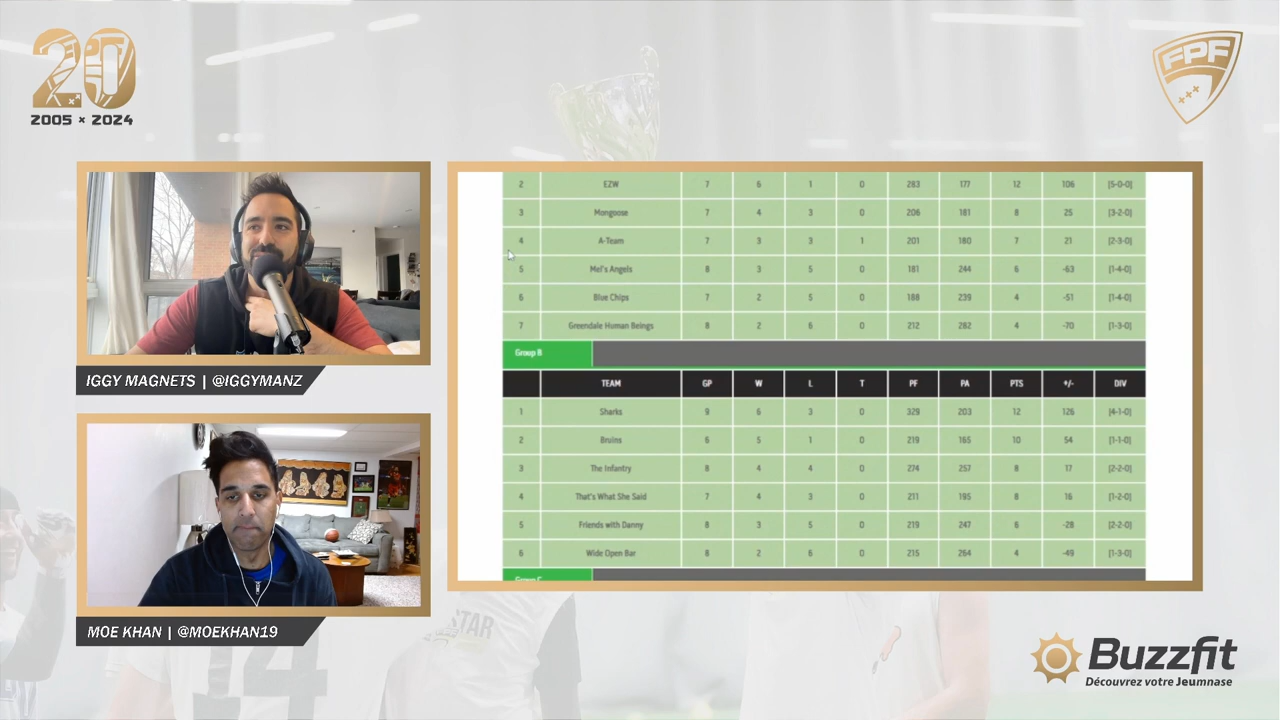 20
2005 × 2024
FPF
IGGY MAGNETS | @IGGYMANZ
MOE KHAN | @MOEKHAN19
2 EZW 7 6 1 0 283 177 12 106 [5-0-0]
3 Mongoose 7 4 3 0 206 181 8 25 [3-2-0]
4 A-Team 7 3 3 1 201 180 7 21 [2-3-0]
5 Mel's Angels 8 3 5 0 181 244 6 -63 [1-4-0]
6 Blue Chips 7 2 5 0 188 239 4 -51 [1-4-0]
7 Greendale Human Beings 8 2 6 0 212 282 4 -70 [1-3-0]
Group B
TEAM GP W L T PF PA PTS +/- DIV
1 Sharks 9 6 3 0 329 203 12 126 [4-1-0]
2 Bruins 6 5 1 0 219 165 10 54 [1-1-0]
3 The Infantry 8 4 4 0 274 257 8 17 [2-2-0]
4 That's What She Said 7 4 3 0 211 195 8 16 [1-2-0]
5 Friends with Danny 8 3 5 0 219 247 6 -28 [2-2-0]
6 Wide Open Bar 8 2 6 0 215 264 4 -49 [1-3-0]
STAR
14
Buzzfit
Découvrez votre Jeumnase